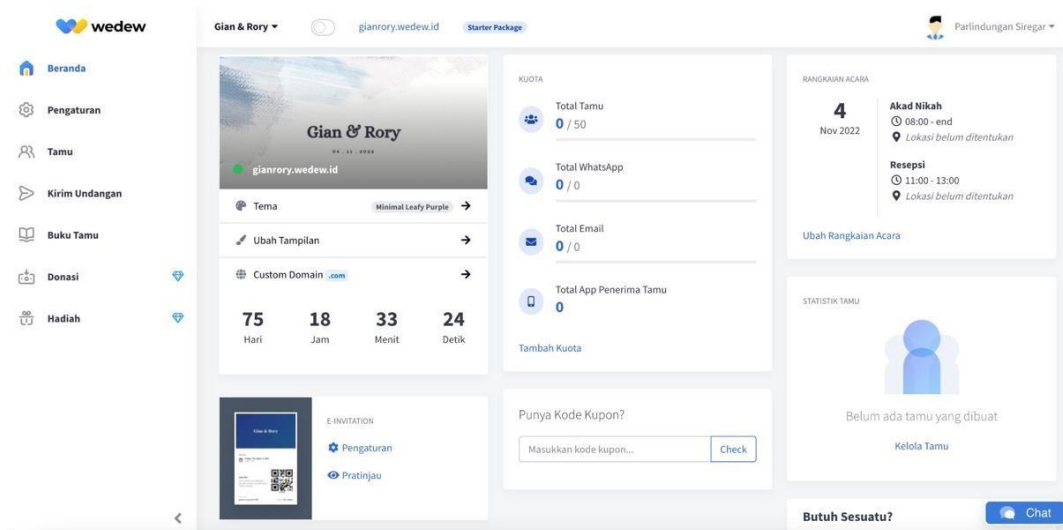 wedew
Gian & Rory
gianrory.wedew.id
Starter Package
Parlindungan Siregar
Beranda
Pengaturan
Tamu
Kirim Undangan
Buku Tamu
Donasi
Hadiah
Gian & Rory
04 . 11 . 2022
gianrory.wedew.id
Tema
Minimal Leafy Purple
Ubah Tampilan
Custom Domain .com
75 18 33 24
Hari Jam Menit Detik
E-INVITATION
Pengaturan
Pratinjau
Gian & Rory
KUOTA
Total Tamu
0 / 50
Total WhatsApp
0 / 0
Total Email
0 / 0
Total App Penerima Tamu
0
Tambah Kuota
Punya Kode Kupon?
Masukkan kode kupon...
Check
RANGKAIAN ACARA
4
Nov 2022
Akad Nikah
08:00 - end
Lokasi belum ditentukan
Resepsi
11:00 - 13:00
Lokasi belum ditentukan
Ubah Rangkaian Acara
STATISTIK TAMU
Belum ada tamu yang dibuat
Kelola Tamu
Butuh Sesuatu?
Chat